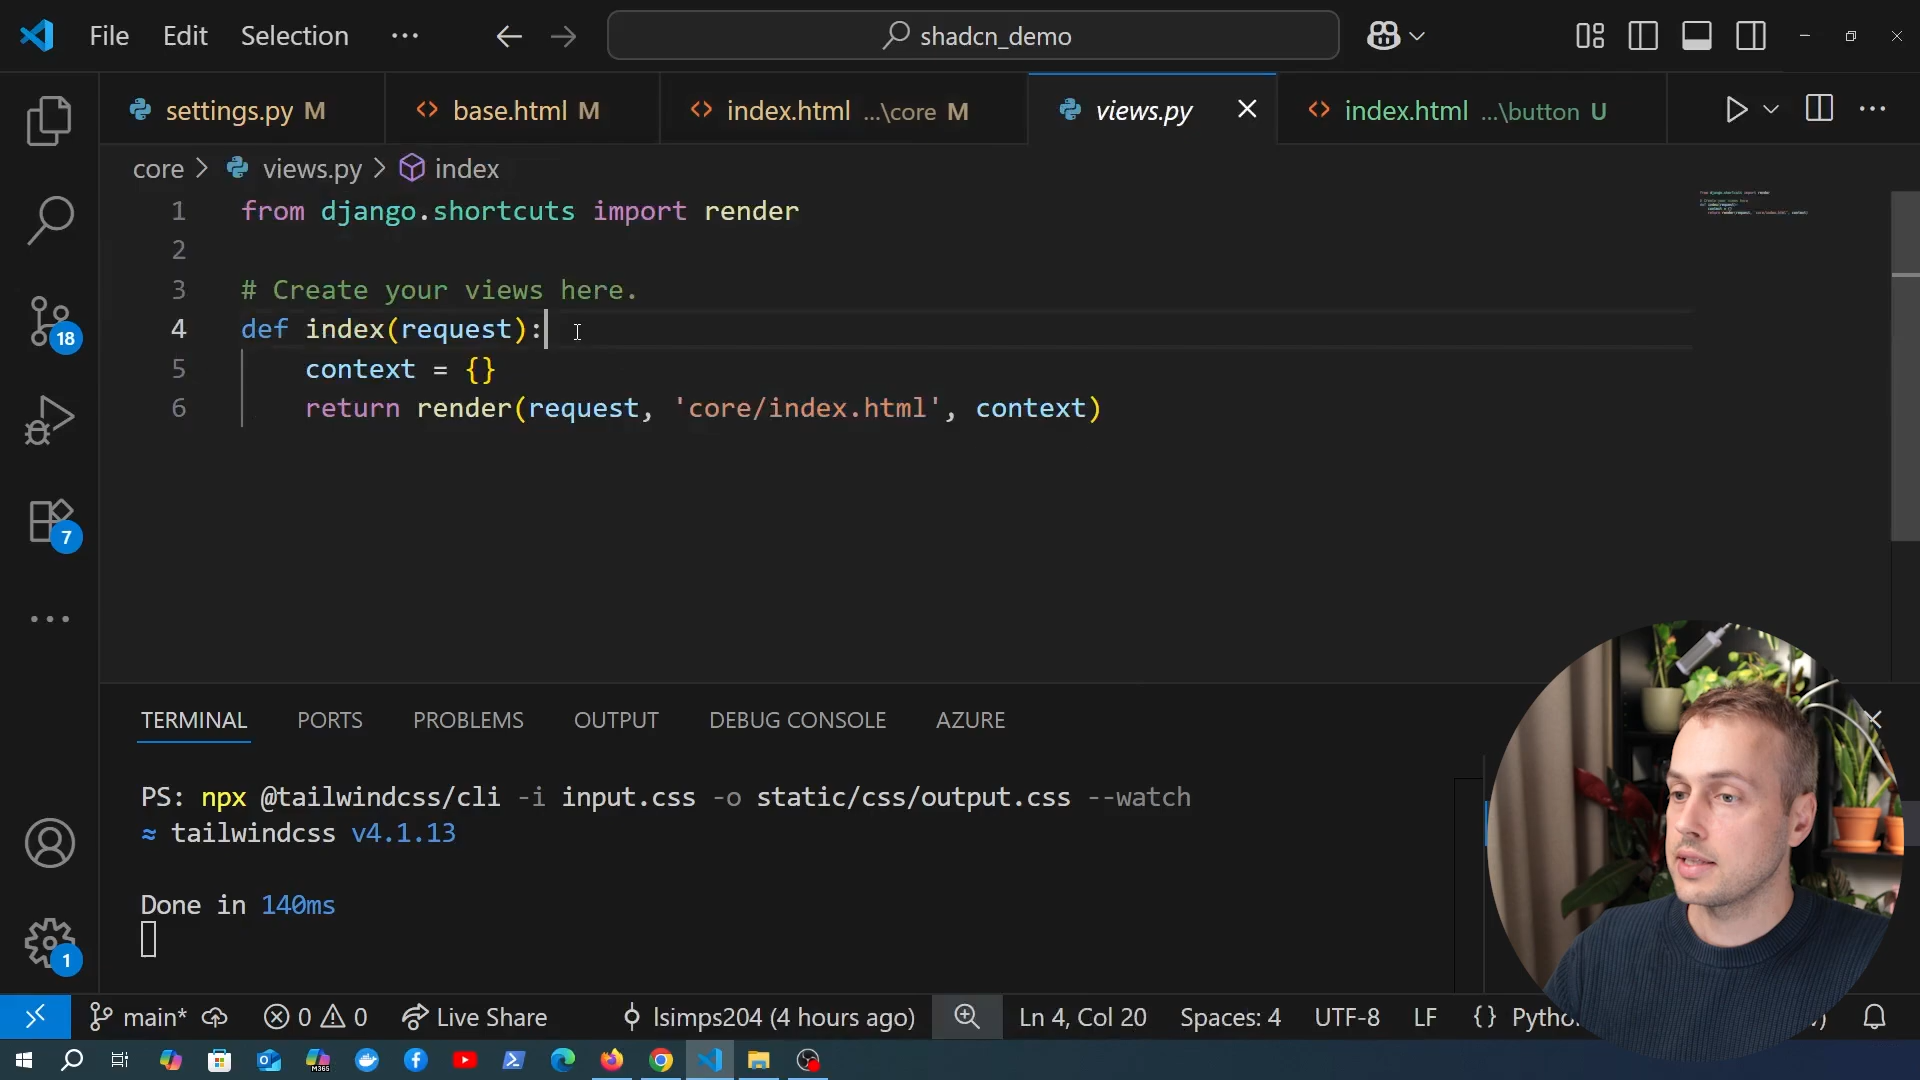 File Edit Selection ··· shadcn_demo
settings.py M base.html M index.html ...\core M views.py index.html ...\button U
core > views.py > index
1 from django.shortcuts import render
2
3 # Create your views here.
4 def index(request):
5 context = {}
6 return render(request, 'core/index.html', context)
18
7
1
TERMINAL PORTS PROBLEMS OUTPUT DEBUG CONSOLE AZURE
PS: npx @tailwindcss/cli -i input.css -o static/css/output.css --watch
≈ tailwindcss v4.1.13
Done in 140ms
main* 0 0 Live Share lsimps204 (4 hours ago) Ln 4, Col 20 Spaces: 4 UTF-8 LF {}